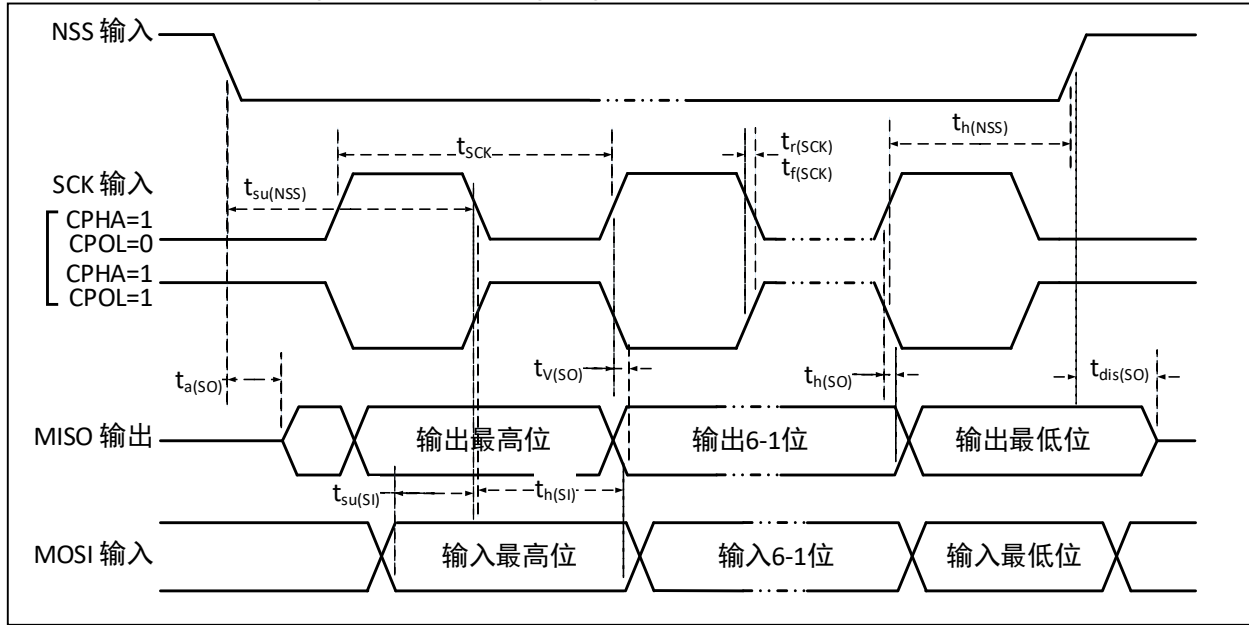 NSS 输入
t_h(NSS)
t_SCK
t_r(SCK)
t_f(SCK)
SCK 输入
t_su(NSS)
CPHA=1
CPOL=0
CPHA=1
CPOL=1
t_a(SO)
t_V(SO)
t_h(SO)
t_dis(SO)
MISO 输出
输出最高位
输出6-1位
输出最低位
t_su(SI)
t_h(SI)
MOSI 输入
输入最高位
输入6-1位
输入最低位